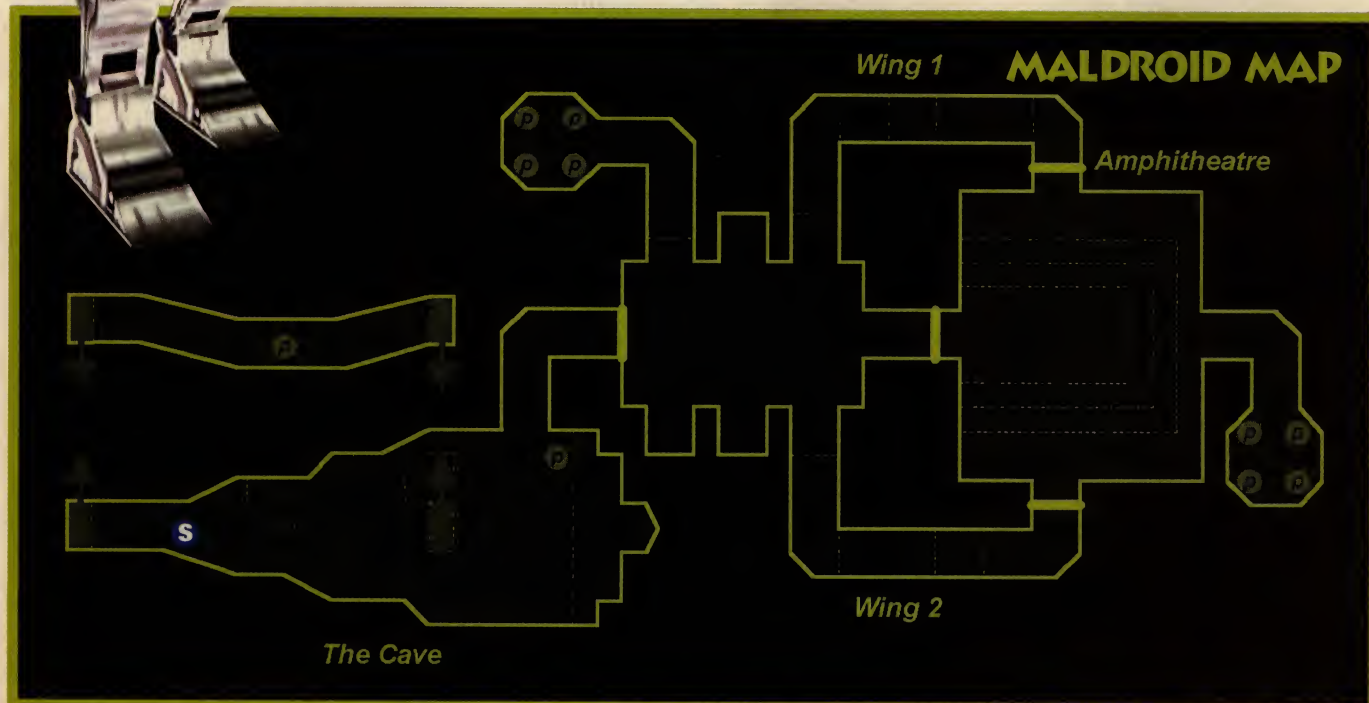 Wing 1
MALDROID MAP
Amphitheatre
p p
p p
p
p p
p
p p
S
Wing 2
The Cave